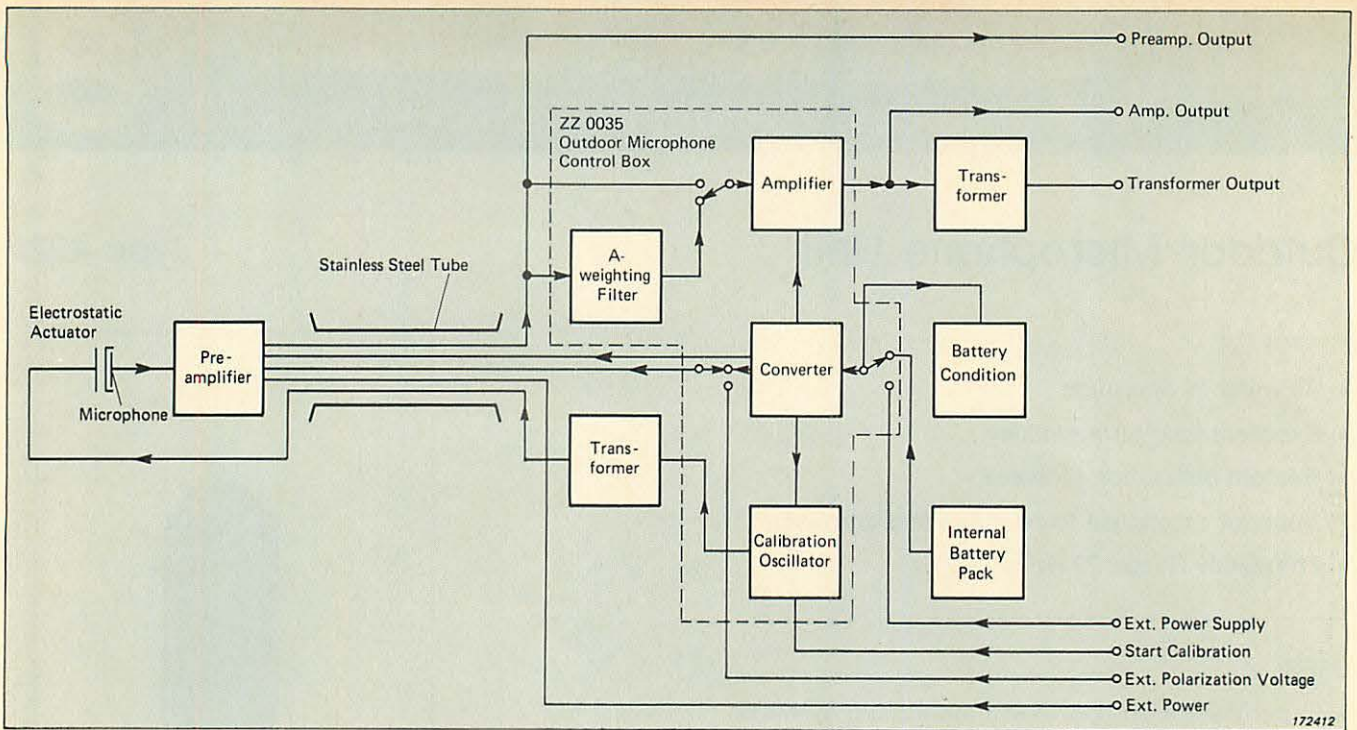 Preamp. Output
Amp. Output
ZZ 0035
Outdoor Microphone
Control Box
Amplifier
Trans-
former
Transformer Output
A-
weighting
Filter
Stainless Steel Tube
Electrostatic
Actuator
Pre-
amplifier
Microphone
Converter
Battery
Condition
Trans-
former
Calibration
Oscillator
Internal
Battery
Pack
Ext. Power Supply
Start Calibration
Ext. Polarization Voltage
Ext. Power
172412